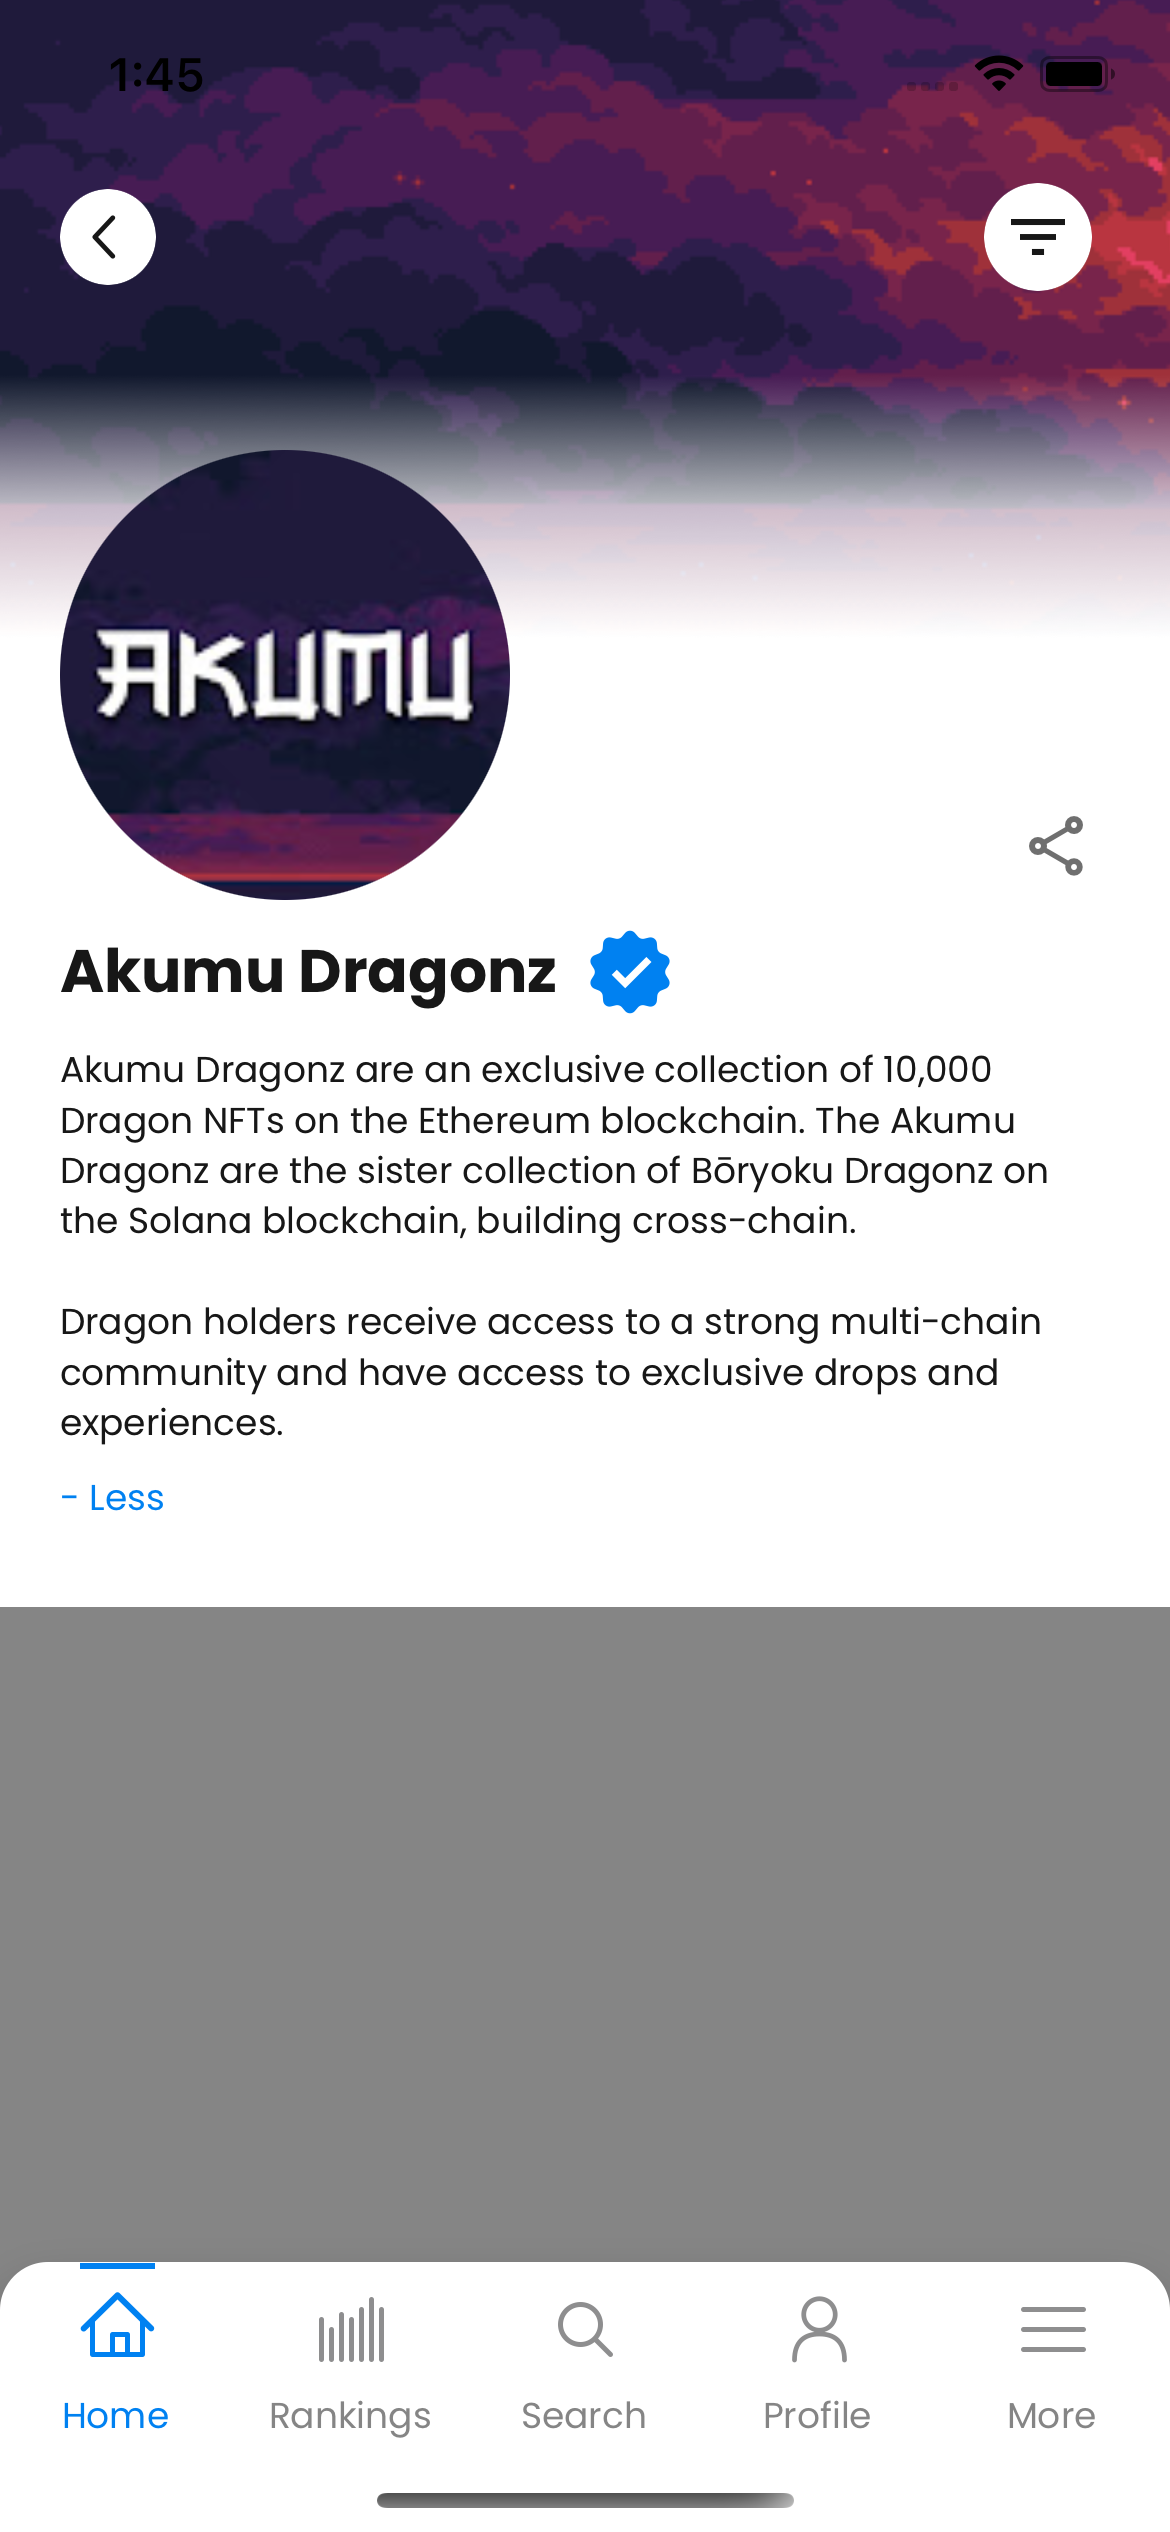 1:45
AKUMU
Akumu Dragonz
Akumu Dragonz are an exclusive collection of 10,000
Dragon NFTs on the Ethereum blockchain. The Akumu
Dragonz are the sister collection of Bōryoku Dragonz on
the Solana blockchain, building cross-chain.
Dragon holders receive access to a strong multi-chain
community and have access to exclusive drops and
experiences.
- Less
Home
Rankings
Search
Profile
More